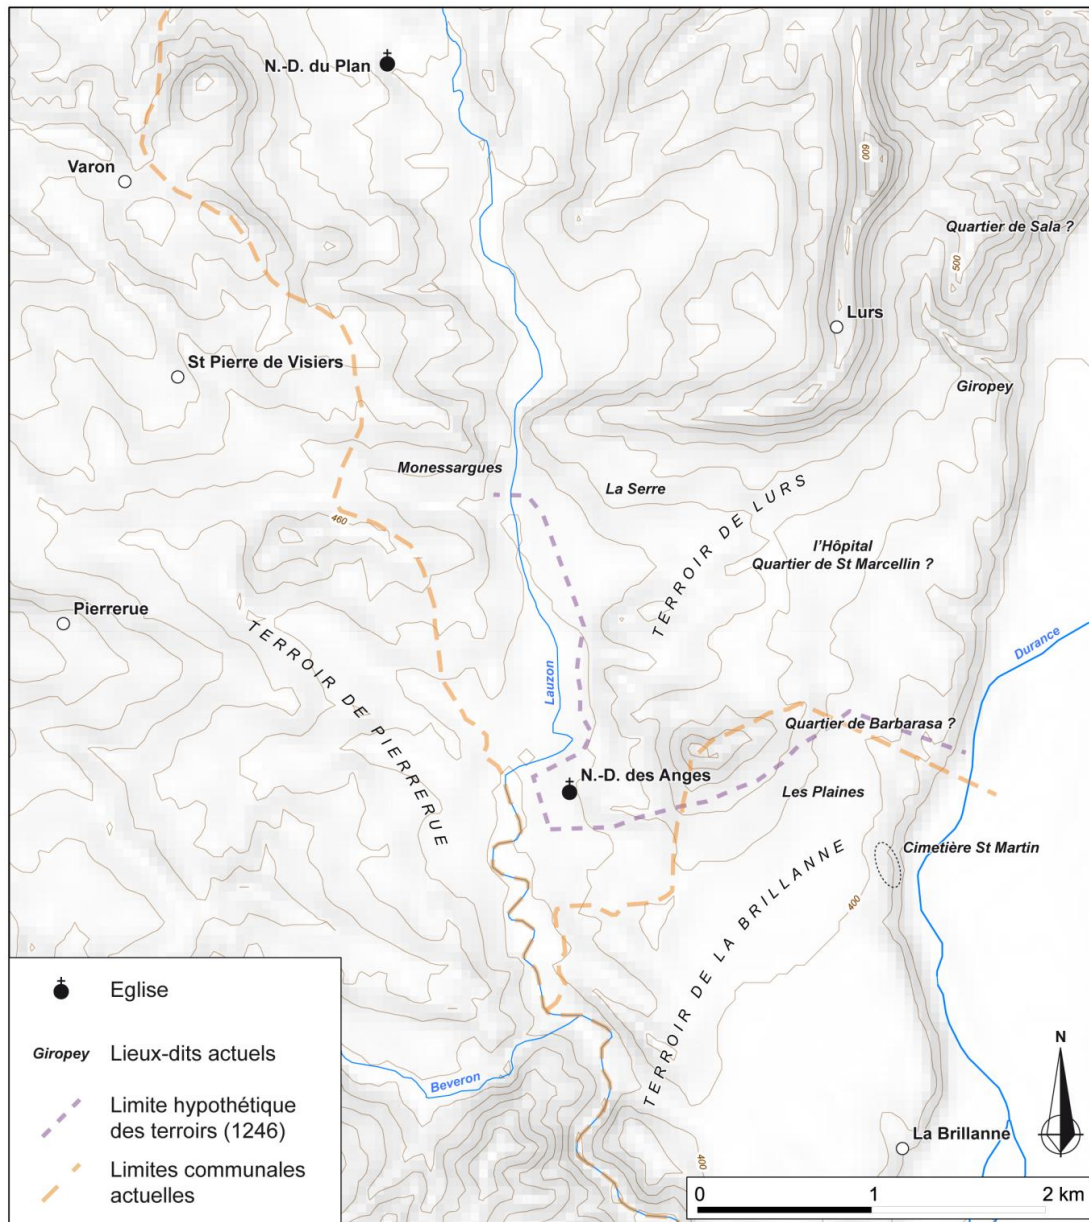 N.-D. du Plan
Varon
600
Quartier de Sala ?
500
Lurs
St Pierre de Visiers
Giropey
Monessargues
La Serre
460
TERROIR DE LURS
l'Hôpital
Quartier de St Marcellin ?
Pierrerue
TERROIR DE PIERRERUE
Lauzon
Durance
Quartier de Barbarasa ?
N.-D. des Anges
Les Plaines
Cimetière St Martin
400
TERROIR DE LA BRILLANNE
Beveron
La Brillanne
400
Eglise
Giropey Lieux-dits actuels
Limite hypothétique
des terroirs (1246)
Limites communales
actuelles
N
0 1 2 km